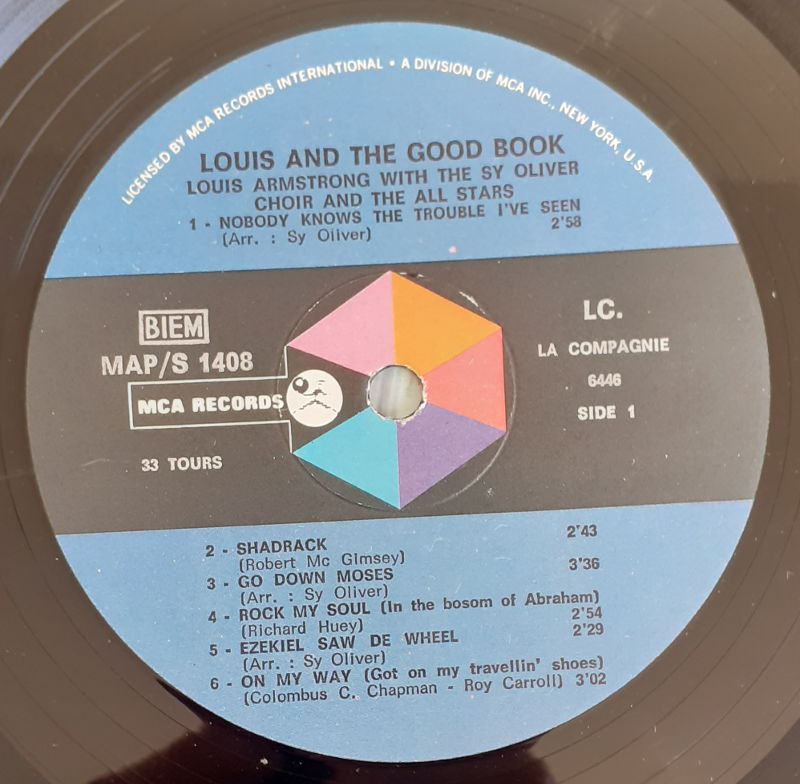 LICENSED BY MCA RECORDS INTERNATIONAL • A DIVISION OF MCA INC., NEW YORK, U.S.A.
LOUIS AND THE GOOD BOOK
LOUIS ARMSTRONG WITH THE SY OLIVER
CHOIR AND THE ALL STARS
1 - NOBODY KNOWS THE TROUBLE I'VE SEEN
(Arr. : Sy Oliver) 2'58
BIEM
MAP/S 1408
MCA RECORDS
33 TOURS
LC.
LA COMPAGNIE
6446
SIDE 1
2 - SHADRACK 2'43
(Robert Mc Gimsey)
3 - GO DOWN MOSES 3'36
(Arr. : Sy Oliver)
4 - ROCK MY SOUL (In the bosom of Abraham)
(Richard Huey) 2'54
5 - EZEKIEL SAW DE WHEEL 2'29
(Arr. : Sy Oliver)
6 - ON MY WAY (Got on my travellin' shoes)
(Colombus C. Chapman - Roy Carroll) 3'02